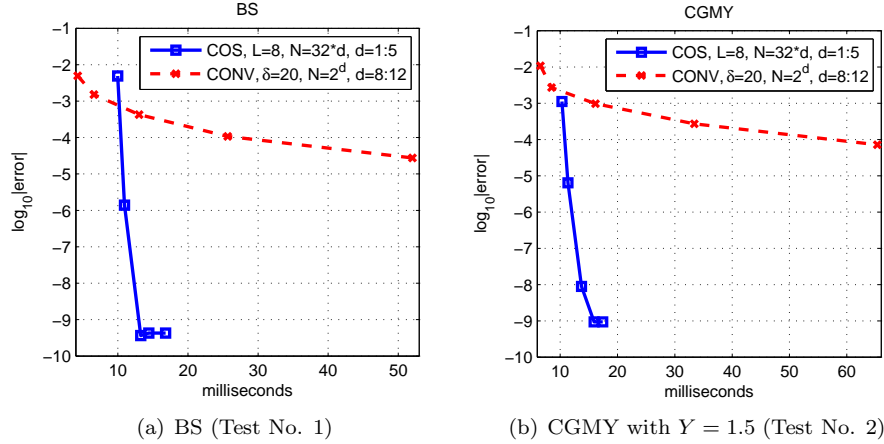 BS
COS, L=8, N=32*d, d=1:5
CONV, δ=20, N=2^d, d=8:12
log10|error|
−1
−2
−3
−4
−5
−6
−7
−8
−9
−10
10 20 30 40 50
milliseconds
(a) BS (Test No. 1)
CGMY
COS, L=8, N=32*d, d=1:5
CONV, δ=20, N=2^d, d=8:12
log10|error|
−1
−2
−3
−4
−5
−6
−7
−8
−9
−10
10 20 30 40 50 60
milliseconds
(b) CGMY with Y = 1.5 (Test No. 2)